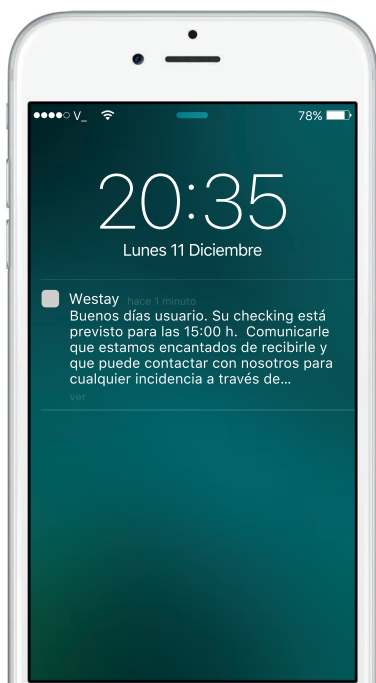 V_ 78%
20:35
Lunes 11 Diciembre
Westay hace 1 minuto
Buenos días usuario. Su checking está
previsto para las 15:00 h. Comunicarle
que estamos encantados de recibirle y
que puede contactar con nosotros para
cualquier incidencia a través de...
ver